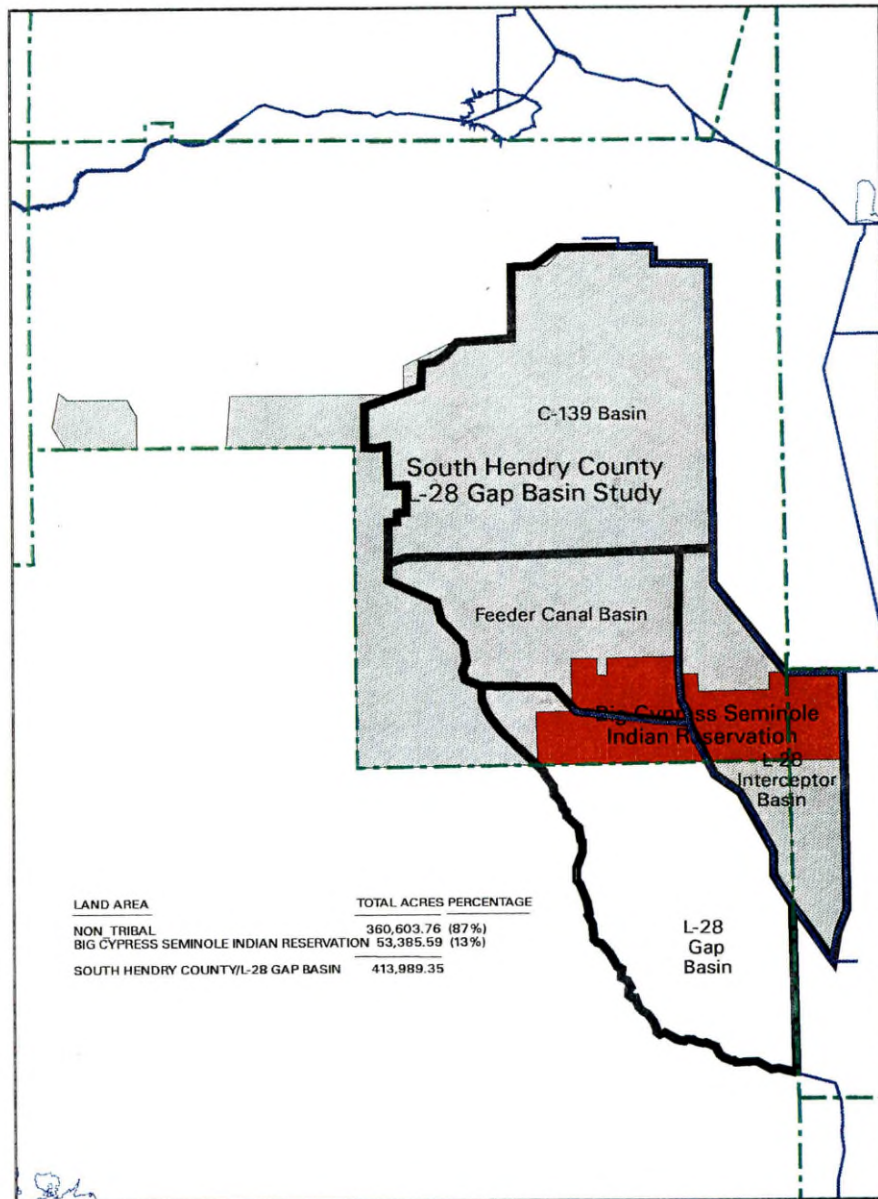 C-139 Basin
South Hendry County
L-28 Gap Basin Study
Feeder Canal Basin
Big Cypress Seminole
Indian Reservation
L-28
Interceptor
Basin
LAND AREA TOTAL ACRES PERCENTAGE
NON_TRIBAL 360,603.76 (87%)
BIG CYPRESS SEMINOLE INDIAN RESERVATION 53,385.59 (13%)
SOUTH HENDRY COUNTY/L-28 GAP BASIN 413,989.35
L-28
Gap
Basin